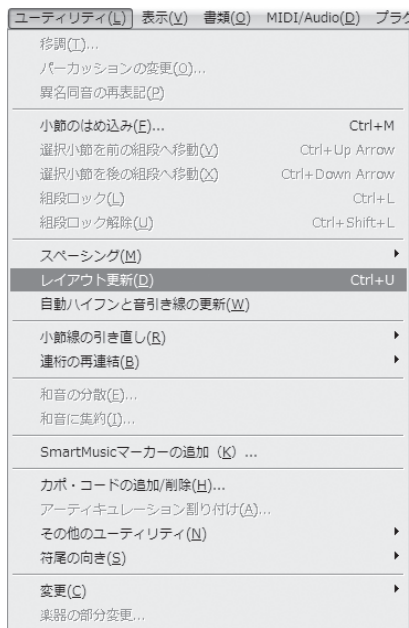 ユーティリティ(L) 表示(V) 書類(O) MIDI/Audio(D) プラグ
移調(T)...
パーカッションの変更(O)...
異名同音の再表記(P)
小節のはめ込み(F)... Ctrl+M
選択小節を前の組段へ移動(V) Ctrl+Up Arrow
選択小節を後の組段へ移動(X) Ctrl+Down Arrow
組段ロック(L) Ctrl+L
組段ロック解除(U) Ctrl+Shift+L
スペーシング(M)
レイアウト更新(D) Ctrl+U
自動ハイフンと音引き線の更新(W)
小節線の引き直し(R)
連桁の再連結(B)
和音の分散(E)...
和音に集約(I)...
SmartMusicマーカーの追加（K）...
カポ・コードの追加/削除(H)...
アーティキュレーション割り付け(A)...
その他のユーティリティ(N)
符尾の向き(S)
変更(C)
楽器の部分変更...